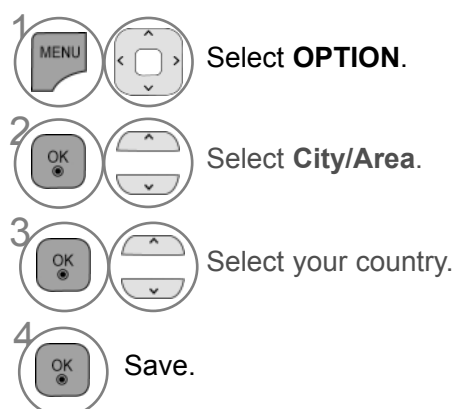 1
MENU
Select OPTION.
2
OK
Select City/Area.
3
OK
Select your country.
4
OK
Save.